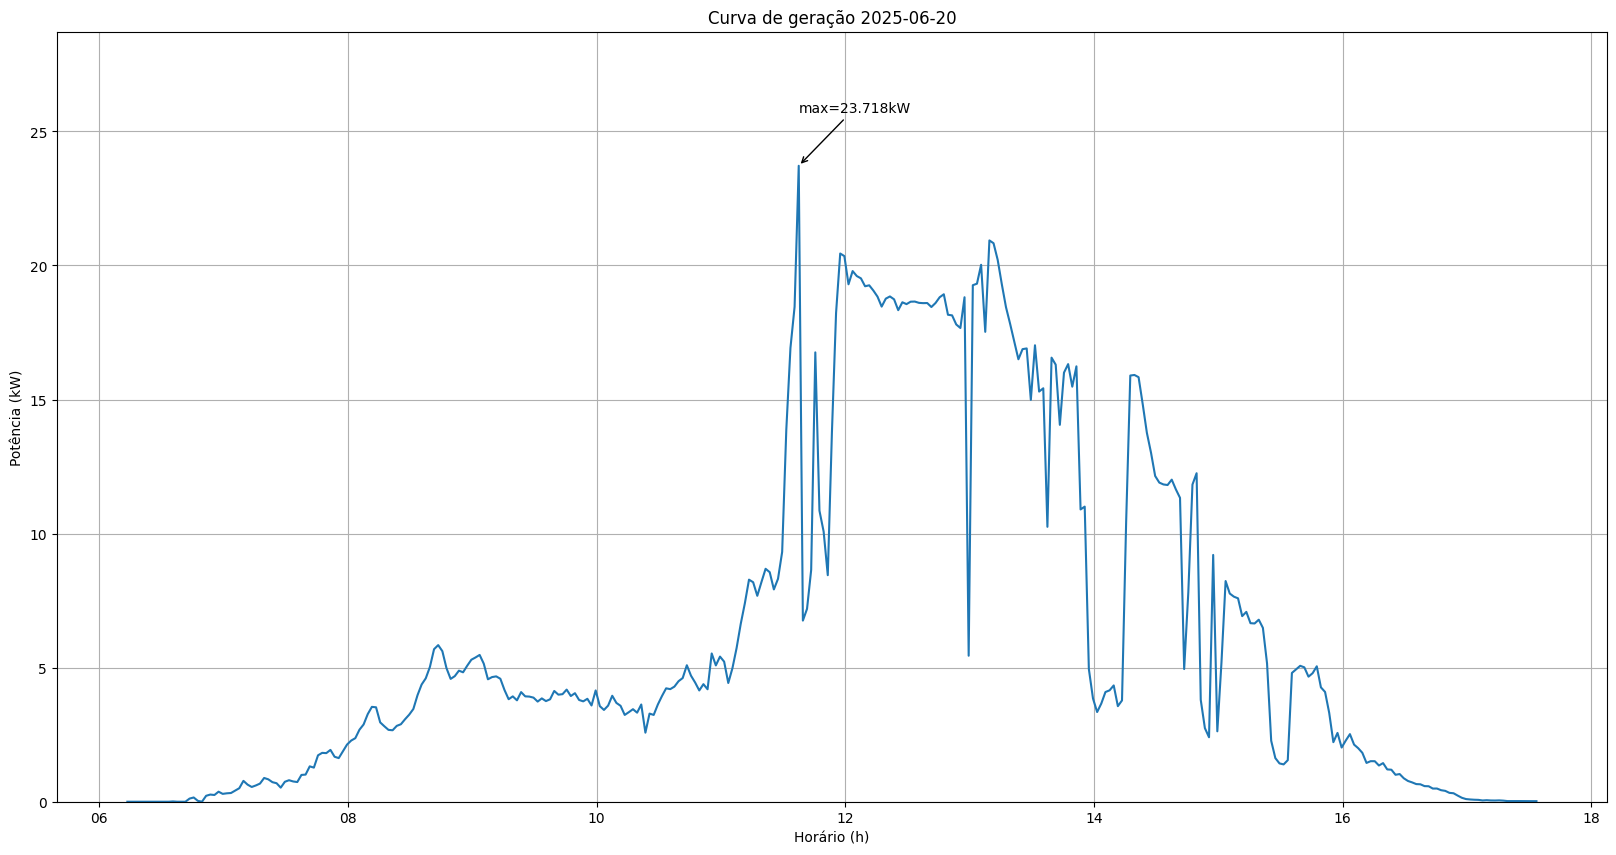 Curva de geração 2025-06-20
max=23.718kW
25
20
15
10
5
0
Potência (kW)
06 08 10 12 14 16 18
Horário (h)